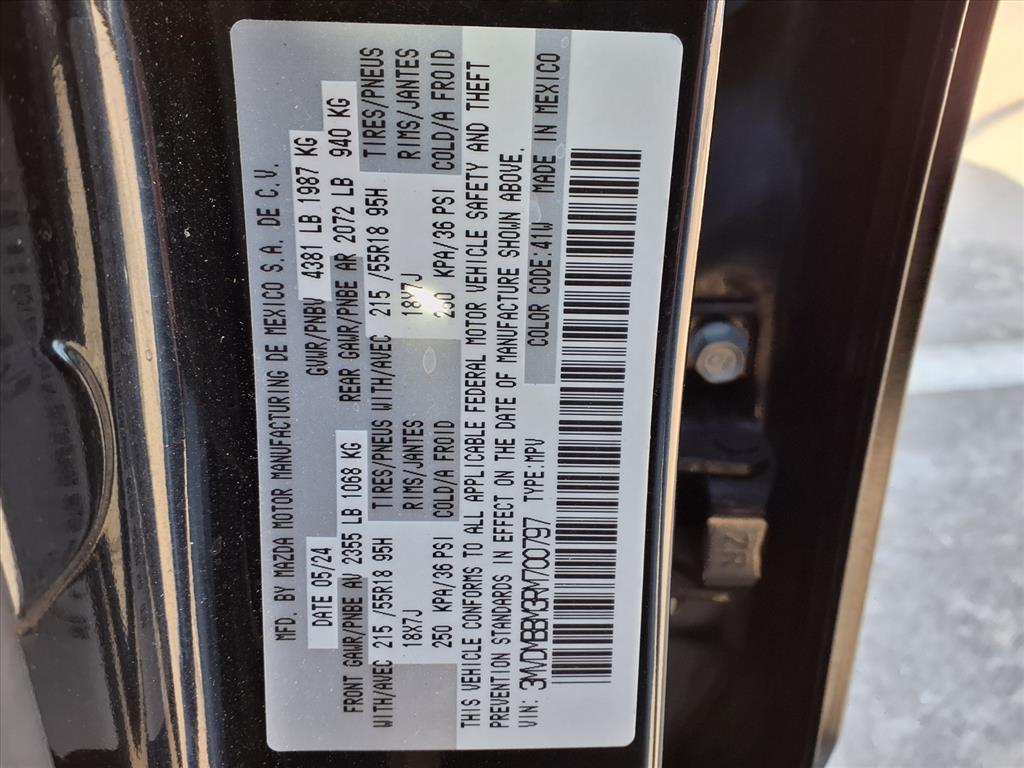 MFD. BY MAZDA MOTOR MANUFACTURING DE MEXICO S.A. DE C.V.
DATE 05/24 GVWR/PNBV 4381 LB 1987 KG
FRONT GAWR/PNBE AV 2355 LB 1068 KG REAR GAWR/PNBE AR 2072 LB 940 KG
WITH/AVEC 215 /55R18 95H TIRES/PNEUS WITH/AVEC 215 /55R18 95H TIRES/PNEUS
18X7J RIMS/JANTES 18X7J RIMS/JANTES
250 KPA/36 PSI COLD/A FROID 250 KPA/36 PSI COLD/A FROID
THIS VEHICLE CONFORMS TO ALL APPLICABLE FEDERAL MOTOR VEHICLE SAFETY AND THEFT
PREVENTION STANDARDS IN EFFECT ON THE DATE OF MANUFACTURE SHOWN ABOVE.
VIN: 3MVDMBBM3RM700797 TYPE:MPV COLOR CODE:41W MADE IN MEXICO